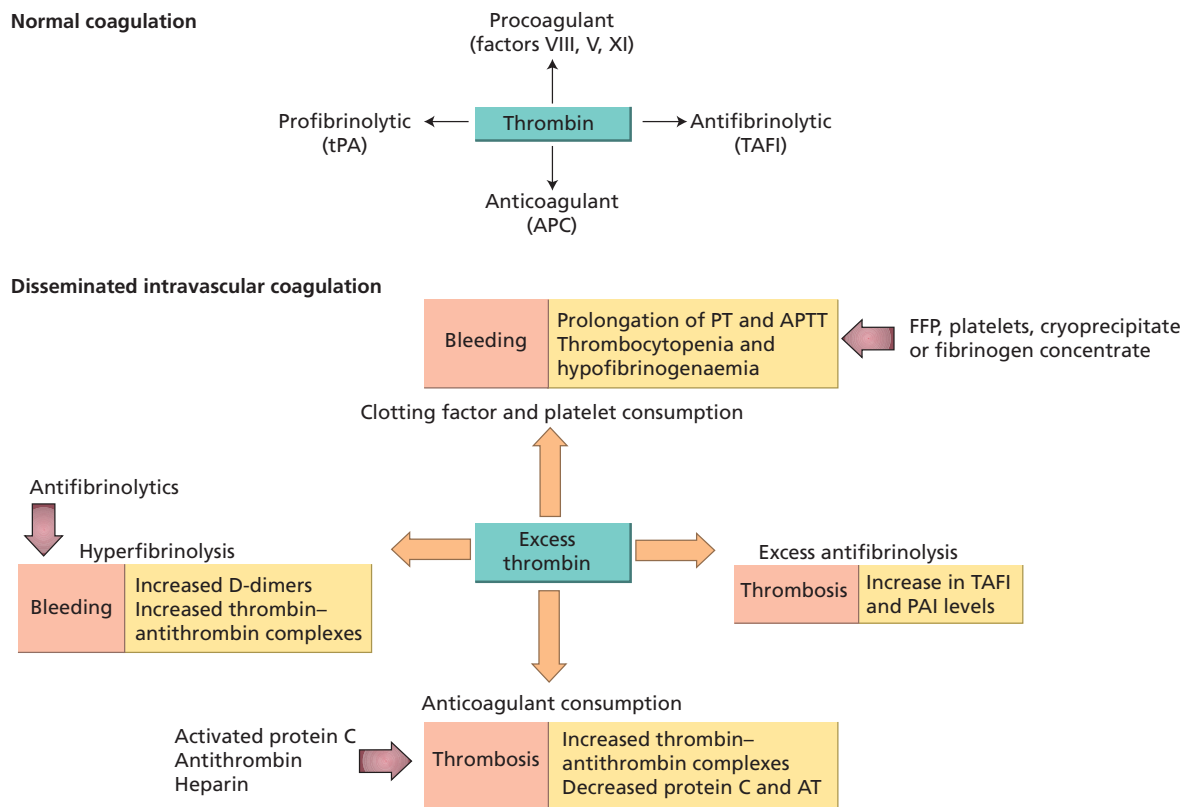 Normal coagulation
Procoagulant
(factors VIII, V, XI)
Profibrinolytic
(tPA)
Thrombin
Antifibrinolytic
(TAFI)
Anticoagulant
(APC)
Disseminated intravascular coagulation
Bleeding
Prolongation of PT and APTT
Thrombocytopenia and
hypofibrinogenaemia
FFP, platelets, cryoprecipitate
or fibrinogen concentrate
Clotting factor and platelet consumption
Antifibrinolytics
Hyperfibrinolysis
Bleeding
Increased D-dimers
Increased thrombin–
antithrombin complexes
Excess
thrombin
Excess antifibrinolysis
Thrombosis
Increase in TAFI
and PAI levels
Anticoagulant consumption
Activated protein C
Antithrombin
Heparin
Thrombosis
Increased thrombin–
antithrombin complexes
Decreased protein C and AT